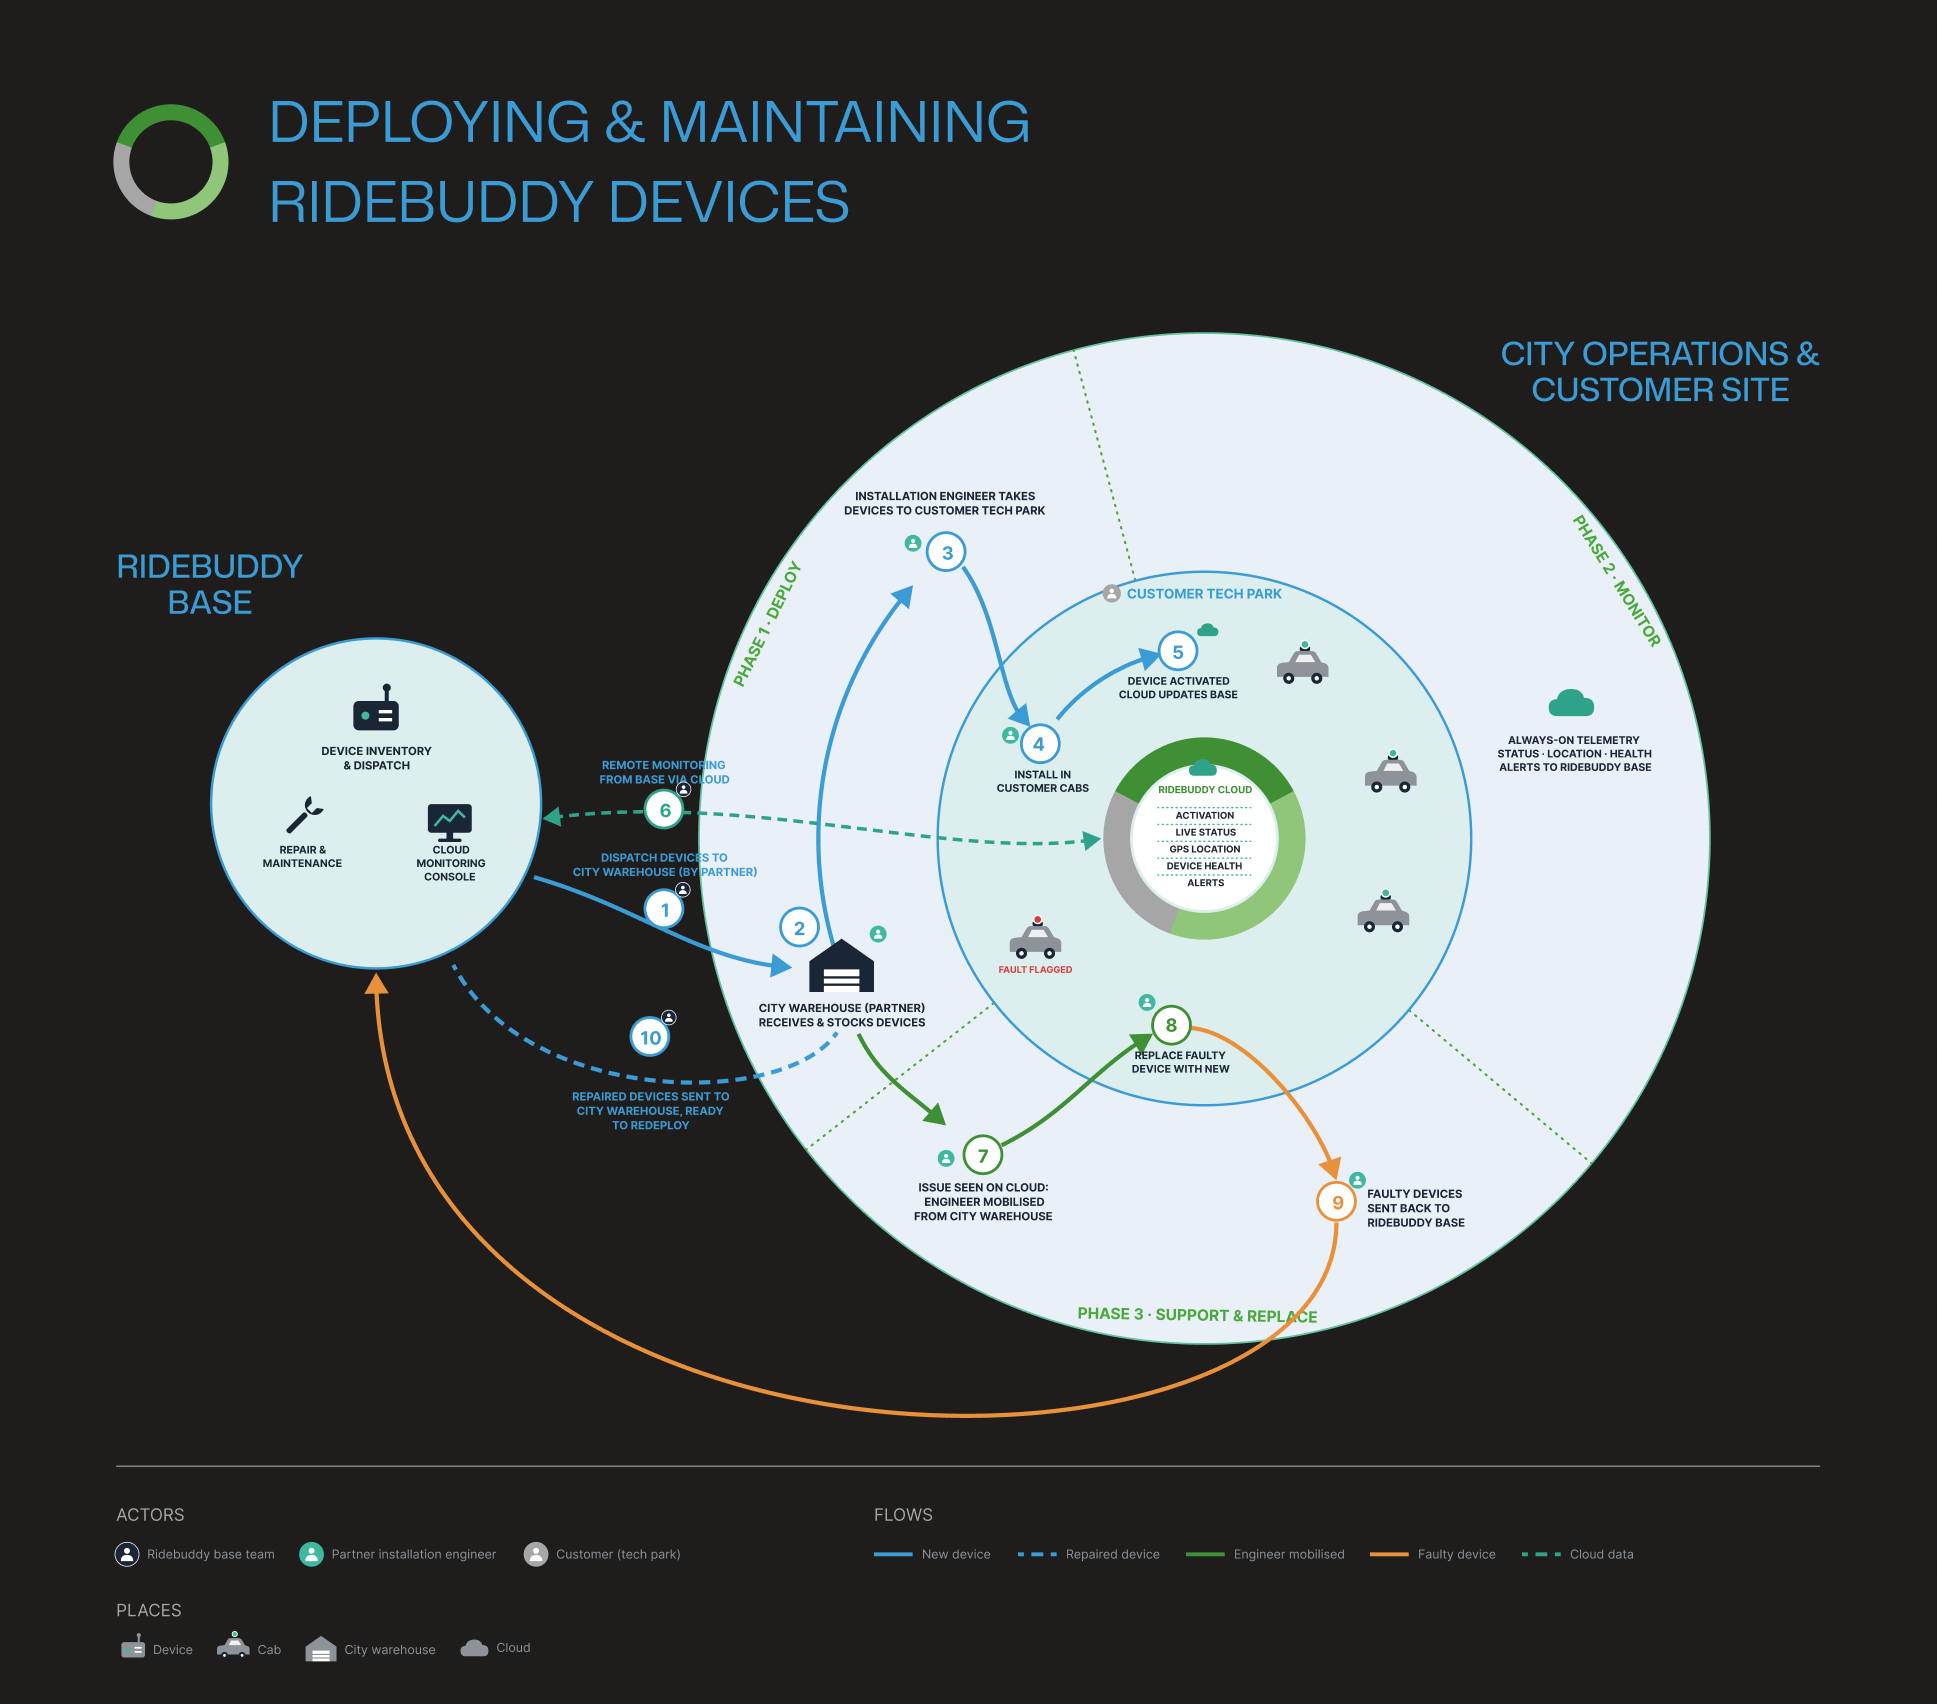 DEPLOYING & MAINTAINING
RIDEBUDDY DEVICES
CITY OPERATIONS &
CUSTOMER SITE
RIDEBUDDY
BASE
DEVICE INVENTORY
& DISPATCH
REPAIR &
MAINTENANCE
CLOUD
MONITORING
CONSOLE
REMOTE MONITORING
FROM BASE VIA CLOUD
6
DISPATCH DEVICES TO
CITY WAREHOUSE (BY PARTNER)
1
10
REPAIRED DEVICES SENT TO
CITY WAREHOUSE, READY
TO REDEPLOY
PHASE 1 · DEPLOY
2
CITY WAREHOUSE (PARTNER)
RECEIVES & STOCKS DEVICES
INSTALLATION ENGINEER TAKES
DEVICES TO CUSTOMER TECH PARK
3
CUSTOMER TECH PARK
4
INSTALL IN
CUSTOMER CABS
5
DEVICE ACTIVATED
CLOUD UPDATES BASE
RIDEBUDDY CLOUD
ACTIVATION
LIVE STATUS
GPS LOCATION
DEVICE HEALTH
ALERTS
FAULT FLAGGED
PHASE 2 · MONITOR
ALWAYS-ON TELEMETRY
STATUS · LOCATION · HEALTH
ALERTS TO RIDEBUDDY BASE
7
ISSUE SEEN ON CLOUD:
ENGINEER MOBILISED
FROM CITY WAREHOUSE
8
REPLACE FAULTY
DEVICE WITH NEW
9
FAULTY DEVICES
SENT BACK TO
RIDEBUDDY BASE
PHASE 3 · SUPPORT & REPLACE
ACTORS
Ridebuddy base team
Partner installation engineer
Customer (tech park)
FLOWS
New device
Repaired device
Engineer mobilised
Faulty device
Cloud data
PLACES
Device
Cab
City warehouse
Cloud